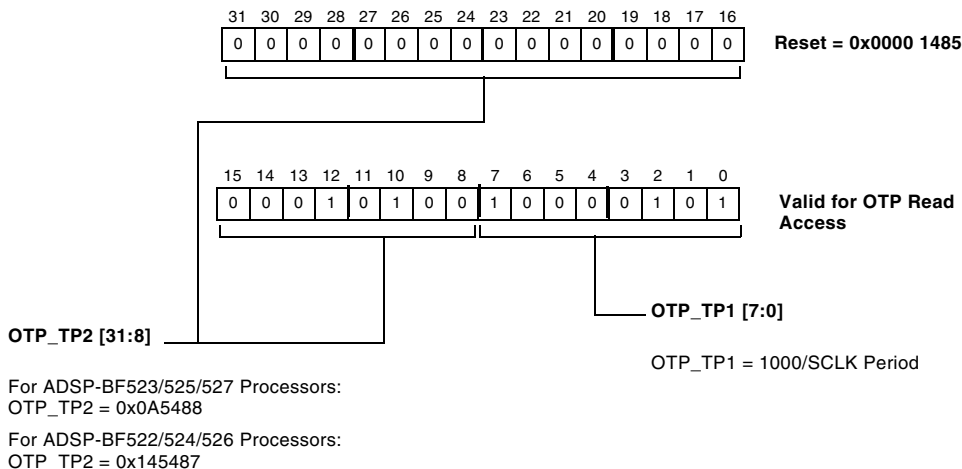 31 30 29 28 27 26 25 24 23 22 21 20 19 18 17 16
0 0 0 0 0 0 0 0 0 0 0 0 0 0 0 0
Reset = 0x0000 1485
15 14 13 12 11 10 9 8 7 6 5 4 3 2 1 0
0 0 0 1 0 1 0 0 1 0 0 0 0 1 0 1
Valid for OTP Read
Access
OTP_TP1 [7:0]
OTP_TP1 = 1000/SCLK Period
OTP_TP2 [31:8]
For ADSP-BF523/525/527 Processors:
OTP_TP2 = 0x0A5488
For ADSP-BF522/524/526 Processors:
OTP_TP2 = 0x145487